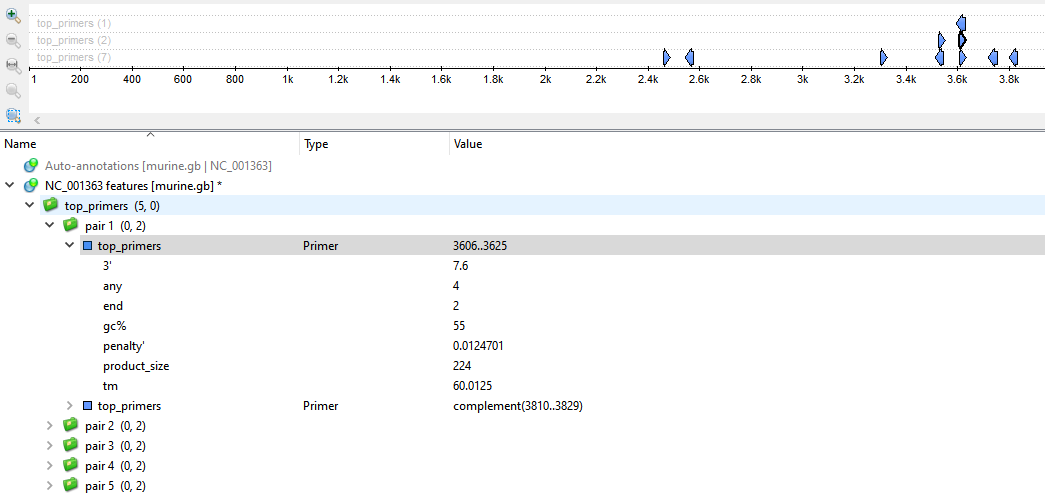 top_primers (1)
top_primers (2)
top_primers (7)
1 200 400 600 800 1k 1.2k 1.4k 1.6k 1.8k 2k 2.2k 2.4k 2.6k 2.8k 3k 3.2k 3.4k 3.6k 3.8k
Name Type Value
Auto-annotations [murine.gb | NC_001363]
NC_001363 features [murine.gb] *
top_primers (5, 0)
pair 1 (0, 2)
top_primers Primer 3606..3625
3' 7.6
any 4
end 2
gc% 55
penalty' 0.0124701
product_size 224
tm 60.0125
top_primers Primer complement(3810..3829)
pair 2 (0, 2)
pair 3 (0, 2)
pair 4 (0, 2)
pair 5 (0, 2)